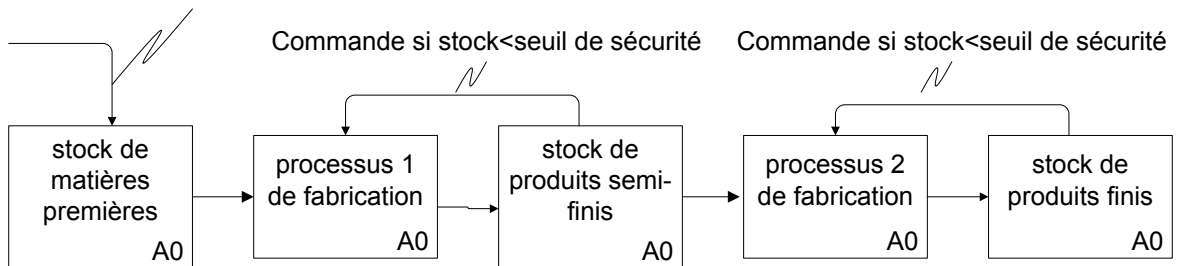 Commande si stock<seuil de sécurité
Commande si stock<seuil de sécurité
stock de
matières
premières
A0
processus 1
de fabrication
A0
stock de
produits semi-
finis
A0
processus 2
de fabrication
A0
stock de
produits finis
A0